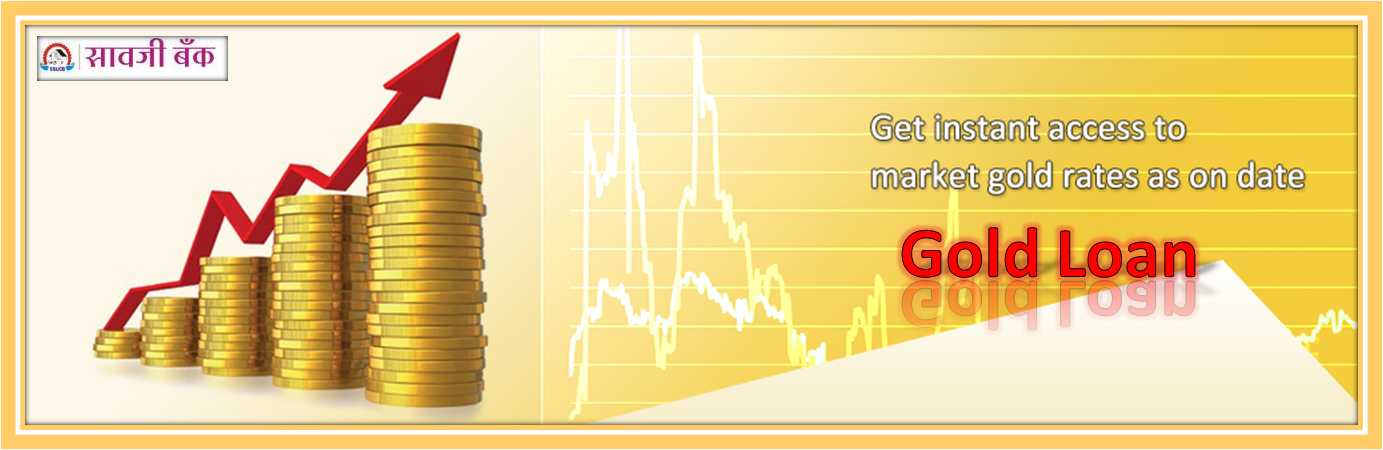 सावजी बँक
SSUCB
Get instant access to
market gold rates as on date
Gold Loan